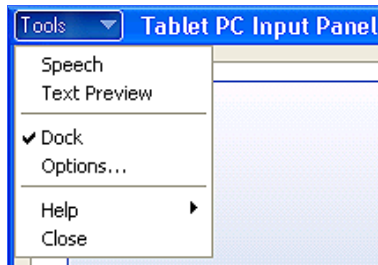 Tools Tablet PC Input Panel
Speech
Text Preview
Dock
Options...
Help
Close